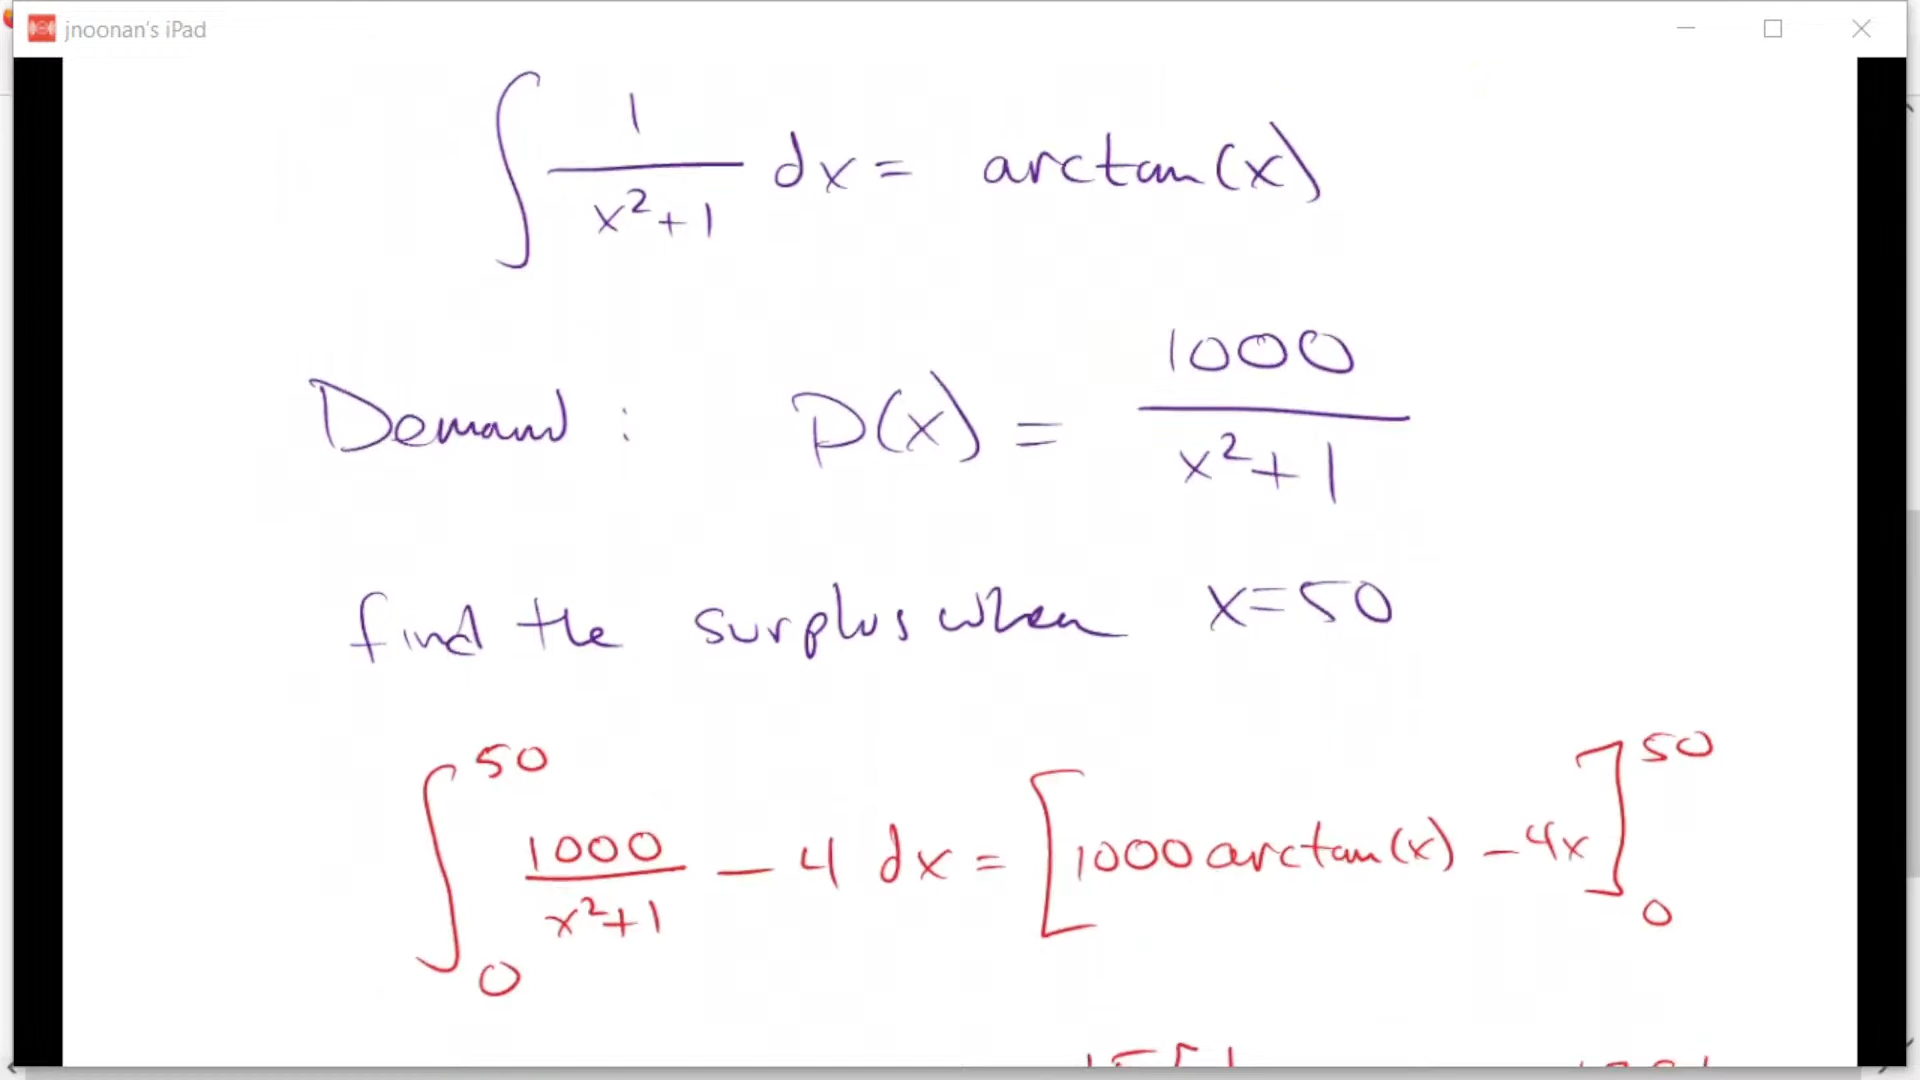 jnoonan's iPad
∫ 1/(x²+1) dx = arctan(x)
Demand : D(x) = 1000/(x²+1)
find the surplus when x=50
∫₀⁵⁰ 1000/(x²+1) - 4 dx = [1000 arctan(x) - 4x]₀⁵⁰